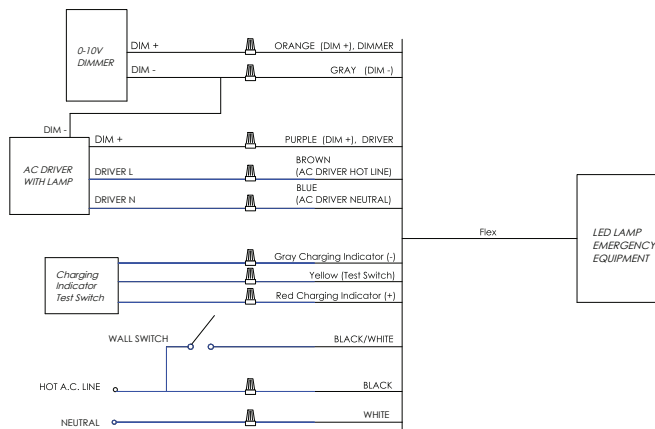 0-10V
DIMMER
DIM +
ORANGE (DIM +), DIMMER
DIM -
GRAY (DIM -)
DIM -
AC DRIVER
WITH LAMP
DIM +
PURPLE (DIM +), DRIVER
DRIVER L
BROWN
(AC DRIVER HOT LINE)
DRIVER N
BLUE
(AC DRIVER NEUTRAL)
Flex
LED LAMP
EMERGENCY
EQUIPMENT
Charging
Indicator
Test Switch
Gray Charging Indicator (-)
Yellow (Test Switch)
Red Charging Indicator (+)
WALL SWITCH
BLACK/WHITE
HOT A.C. LINE
BLACK
NEUTRAL
WHITE